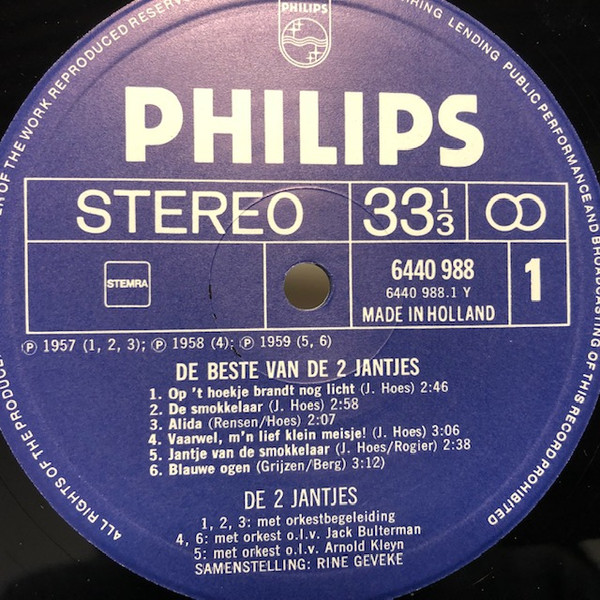 PHILIPS
PHILIPS
STEREO
33 1/3
STEMRA
6440 988
6440 988.1 Y
MADE IN HOLLAND
1
Ⓟ 1957 (1, 2, 3); Ⓟ 1958 (4); Ⓟ 1959 (5, 6)
DE BESTE VAN DE 2 JANTJES
1. Op 't hoekje brandt nog licht (J. Hoes) 2:46
2. De smokkelaar (J. Hoes) 2:58
3. Alida (Rensen/Hoes) 2:07
4. Vaarwel, m'n lief klein meisje! (J. Hoes) 3:06
5. Jantje van de smokkelaar (J. Hoes/Rogier) 2:38
6. Blauwe ogen (Grijzen/Berg) 3:12)
DE 2 JANTJES
1, 2, 3: met orkestbegeleiding
4, 6: met orkest o.l.v. Jack Bulterman
5: met orkest o.l.v. Arnold Kleyn
SAMENSTELLING: RINE GEVEKE
ALL RIGHTS OF THE PRODUCER
OF THE WORK REPRODUCED RESERV
LENDING PUBLIC PERFORMANCE AND BROADCASTING OF THIS RECORD PROHIBITED